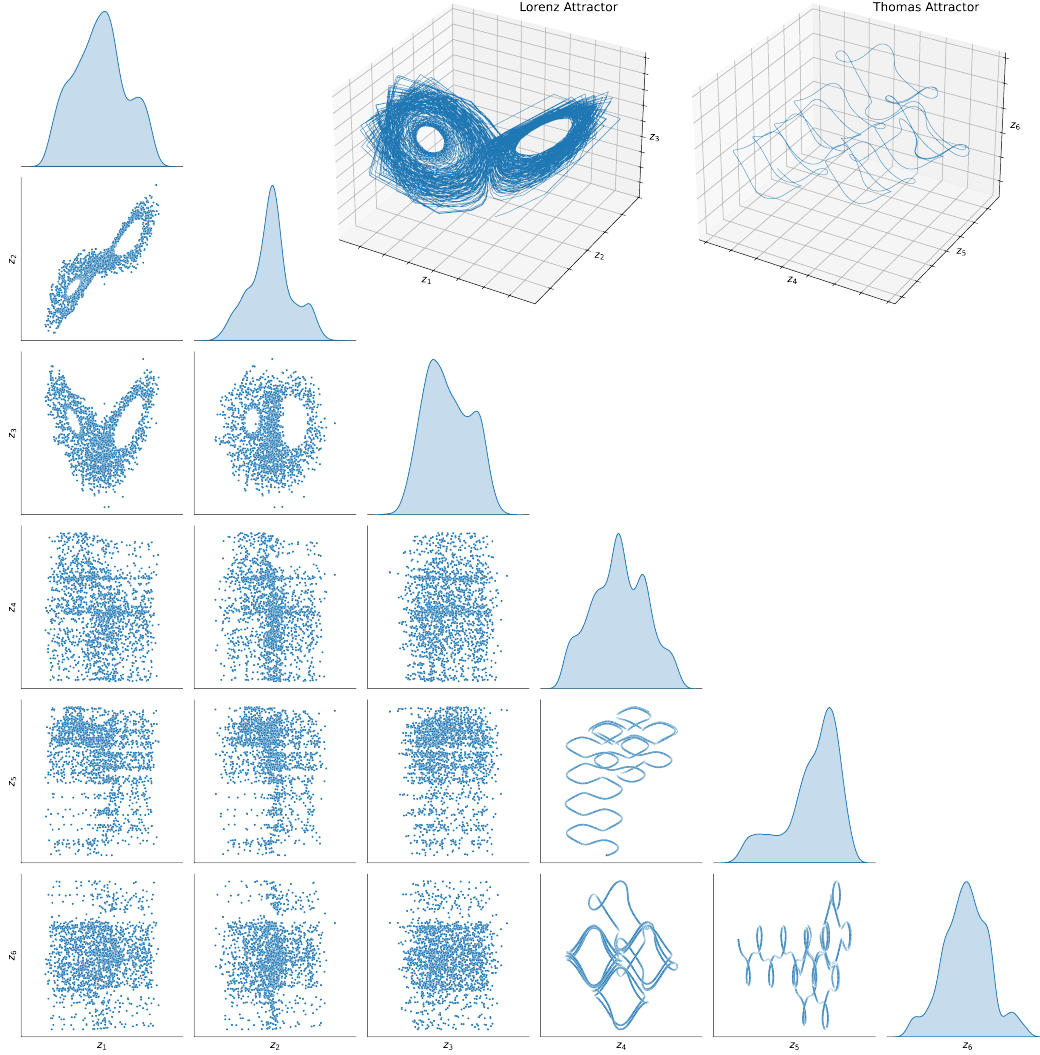 Lorenz Attractor
Thomas Attractor
z₃
z₆
z₂
z₅
z₁
z₄
z₂
z₃
z₄
z₅
z₆
z₁
z₂
z₃
z₄
z₅
z₆